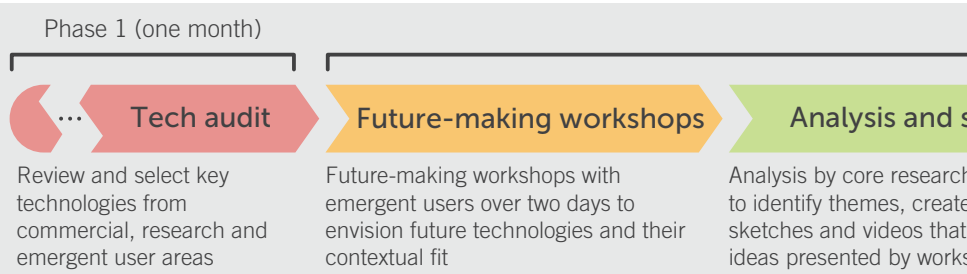 Phase 1 (one month)
... Tech audit
Future-making workshops
Analysis and
Review and select key
technologies from
commercial, research and
emergent user areas
Future-making workshops with
emergent users over two days to
envision future technologies and their
contextual fit
Analysis by core
to identify themes, create
sketches and videos that
ideas presented by